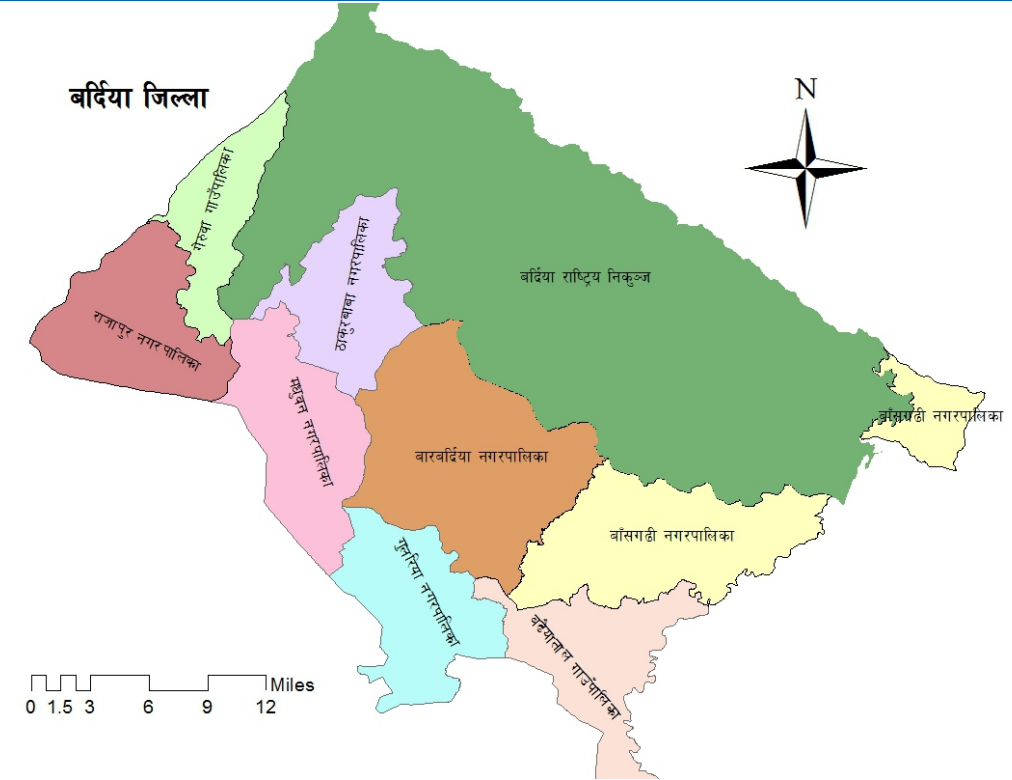 बर्दिया जिल्ला
N
गेरुवा गाउँपालिका
ठाकुरबाबा नगरपालिका
बर्दिया राष्ट्रिय निकुञ्ज
राजापुर नगरपालिका
मधुवन नगरपालिका
बाँसगढी नगरपालिका
बारबर्दिया नगरपालिका
बाँसगढी नगरपालिका
गुलरिया नगरपालिका
बढैयाताल गाउँपालिका
Miles
0 1.5 3 6 9 12